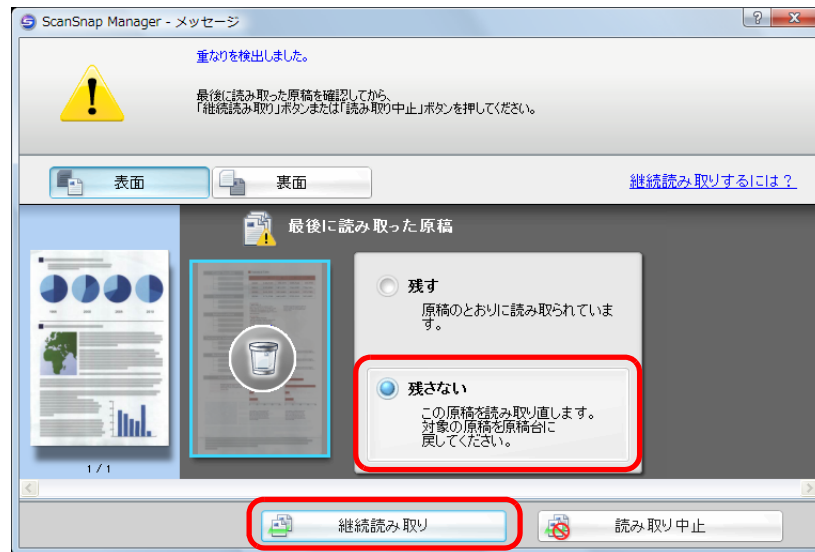 ScanSnap Manager - メッセージ
重なりを検出しました。
最後に読み取った原稿を確認してから、
「継続読み取り」ボタンまたは「読み取り中止」ボタンを押してください。
表面
裏面
継続読み取りするには？
最後に読み取った原稿
残す
原稿のとおりに読み取られていま
す。
残さない
この原稿を読み取り直します。
対象の原稿を原稿台に
戻してください。
1 / 1
継続読み取り
読み取り中止